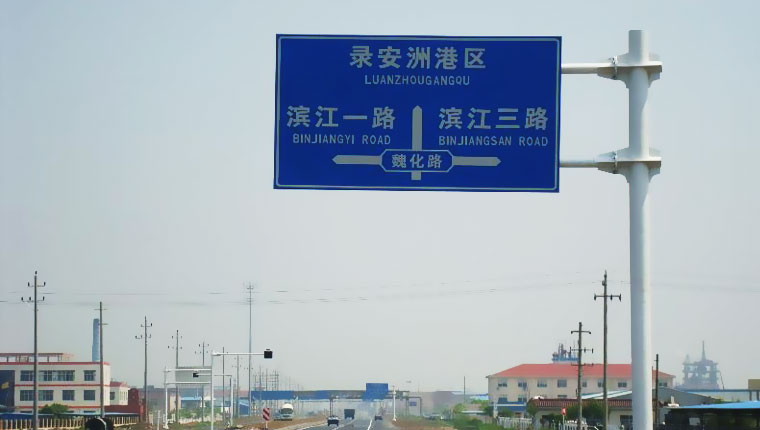 录安洲港区
LUANZHOUGANGQU
滨江一路
BINJIANGYI ROAD
滨江三路
BINJIANGSAN ROAD
魏化路